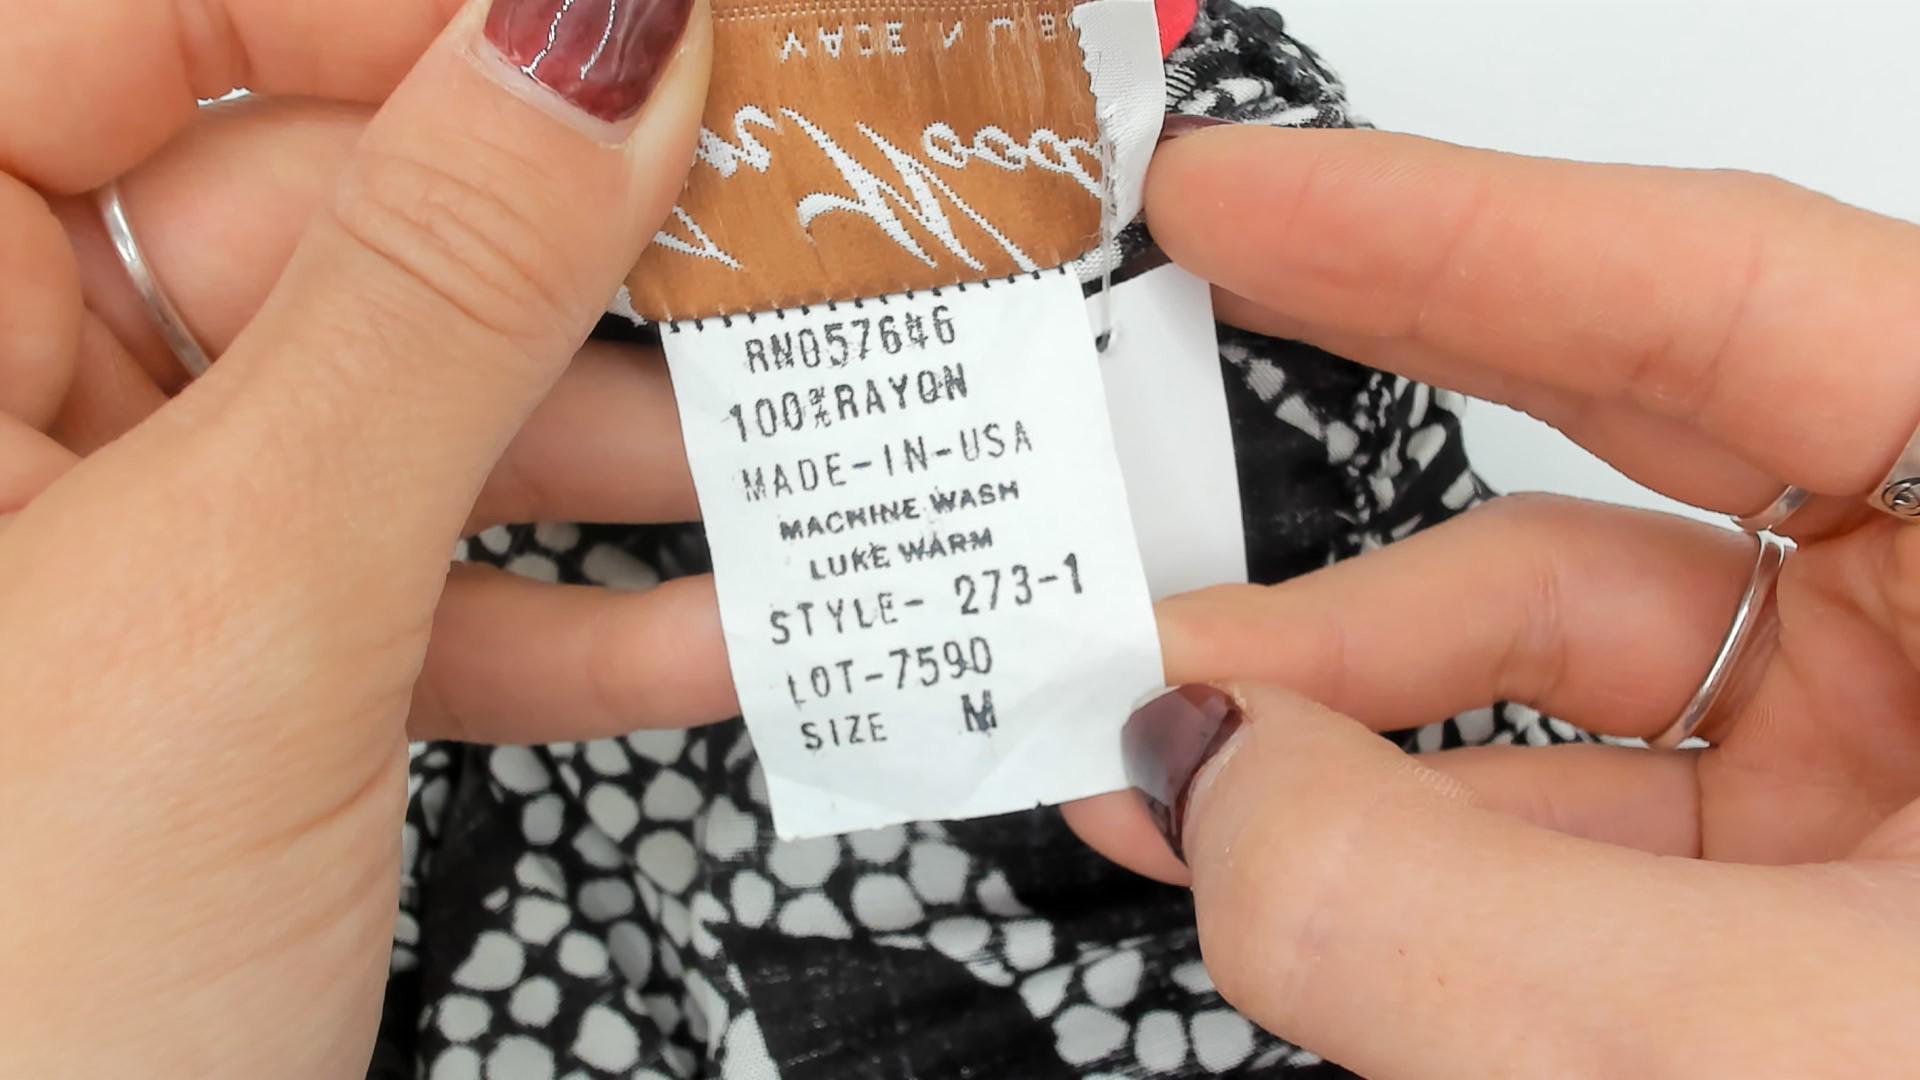 RN057646
100%RAYON
MADE-IN-USA
MACHINE WASH
LUKE WARM
STYLE- 273-1
LOT-7590
SIZE M